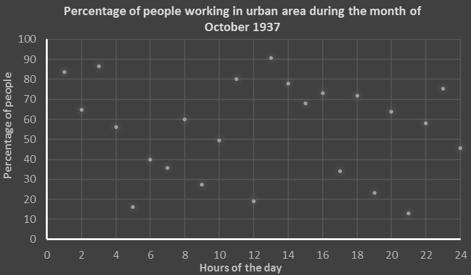 Percentage of people working in urban area during the month of
October 1937
100
90
80
70
60
50
40
30
20
10
0
Percentage of people
0 2 4 6 8 10 12 14 16 18 20 22 24
Hours of the day